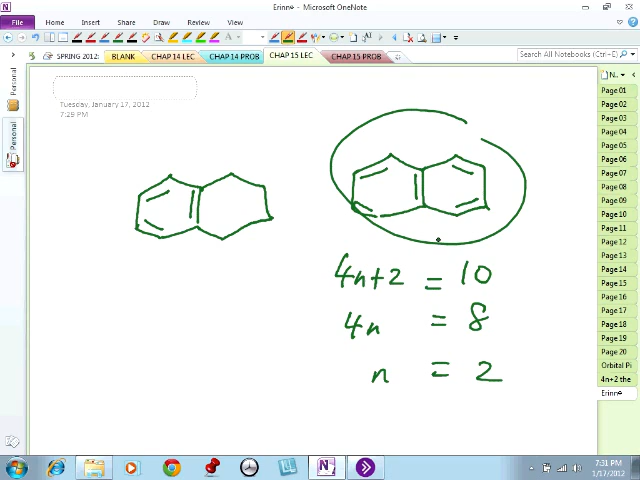 Erinne - Microsoft OneNote
File Home Insert Share Draw Review View
SPRING 2012: BLANK CHAP 14 LEC CHAP 14 PROB CHAP 15 LEC CHAP 15 PROB
Search All Notebooks (Ctrl+E)
Personal
Personal
Tuesday, January 17, 2012
7:29 PM
4n+2 = 10
4n = 8
n = 2
N..
Page 01
Page 02
Page 03
Page 04
Page 05
Page 06
Page 07
Page 08
Page 09
Page 10
Page 11
Page 12
Page 13
Page 14
Page 15
Page 16
Page 17
Page 18
Page 19
Page 20
Orbital Pi
4n+2 the
Erinne
7:31 PM
1/17/2012